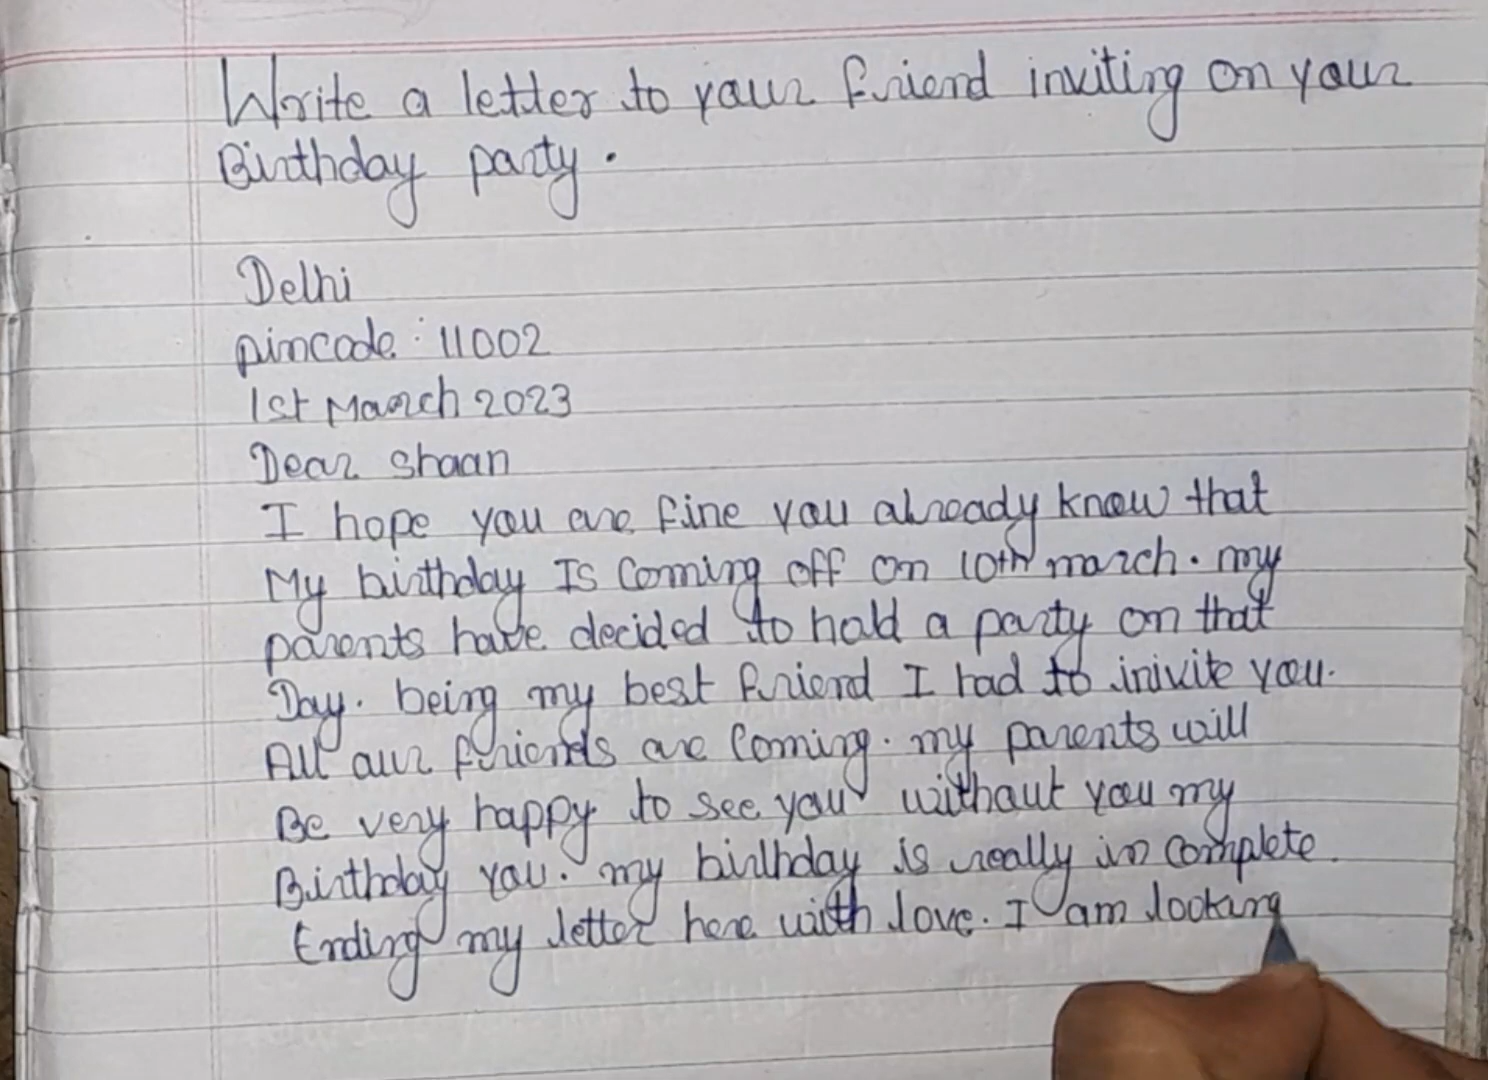 Write a letter to your friend inviting on your
Birthday party.
Delhi
pincode : 11002
1st March 2023
Dear shaan
I hope you are fine you already know that
My birthday Is Coming off on 10th march. my
parents have decided to hold a party on that
Day. being my best friend I had to inivite you.
All our friends are Coming. my parents will
Be very happy to see you without you my
Birthday you. my birthday is really in complete.
Ending my letter here with love. I am looking